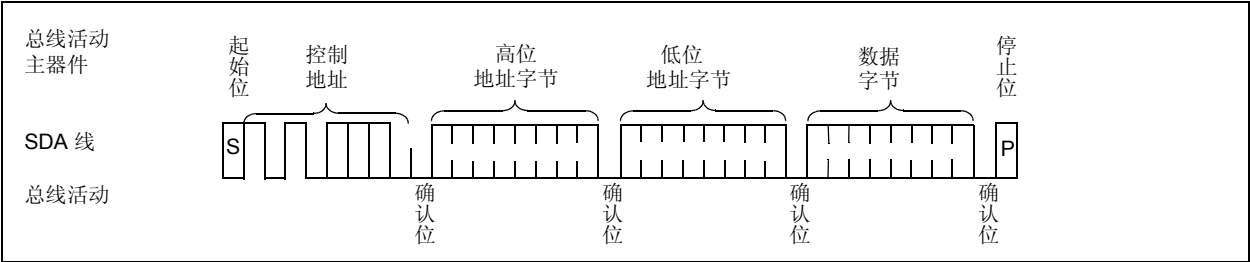 总线活动
主器件
起始位
控制
地址
高位
地址字节
低位
地址字节
数据
字节
停止位
SDA 线
S
P
总线活动
确认位
确认位
确认位
确认位